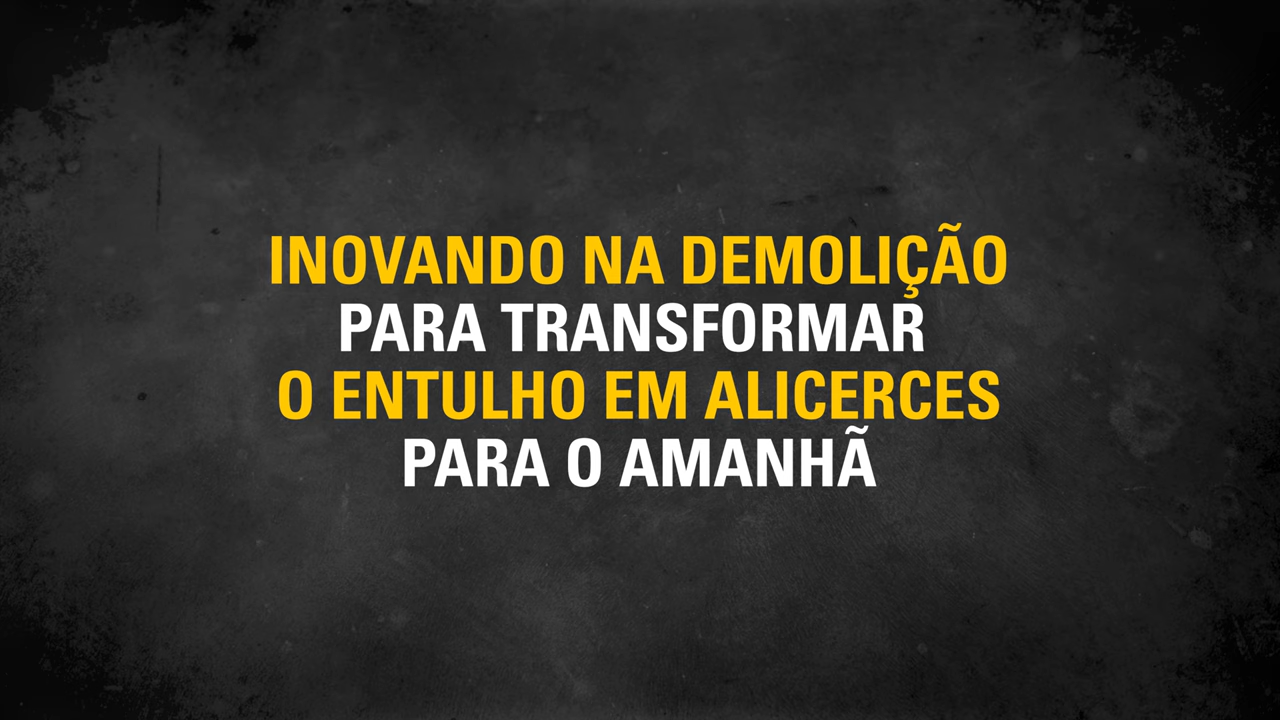 INOVANDO NA DEMOLIÇÃO
PARA TRANSFORMAR
O ENTULHO EM ALICERCES
PARA O AMANHÃ